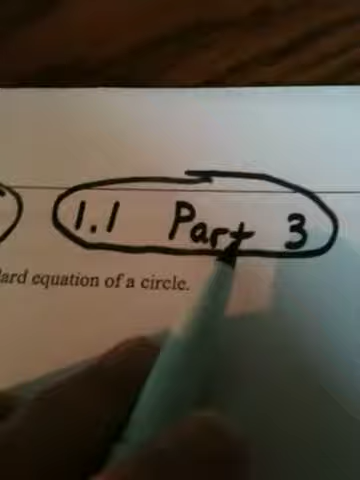 1.1 Part 3
ard equation of a circle.